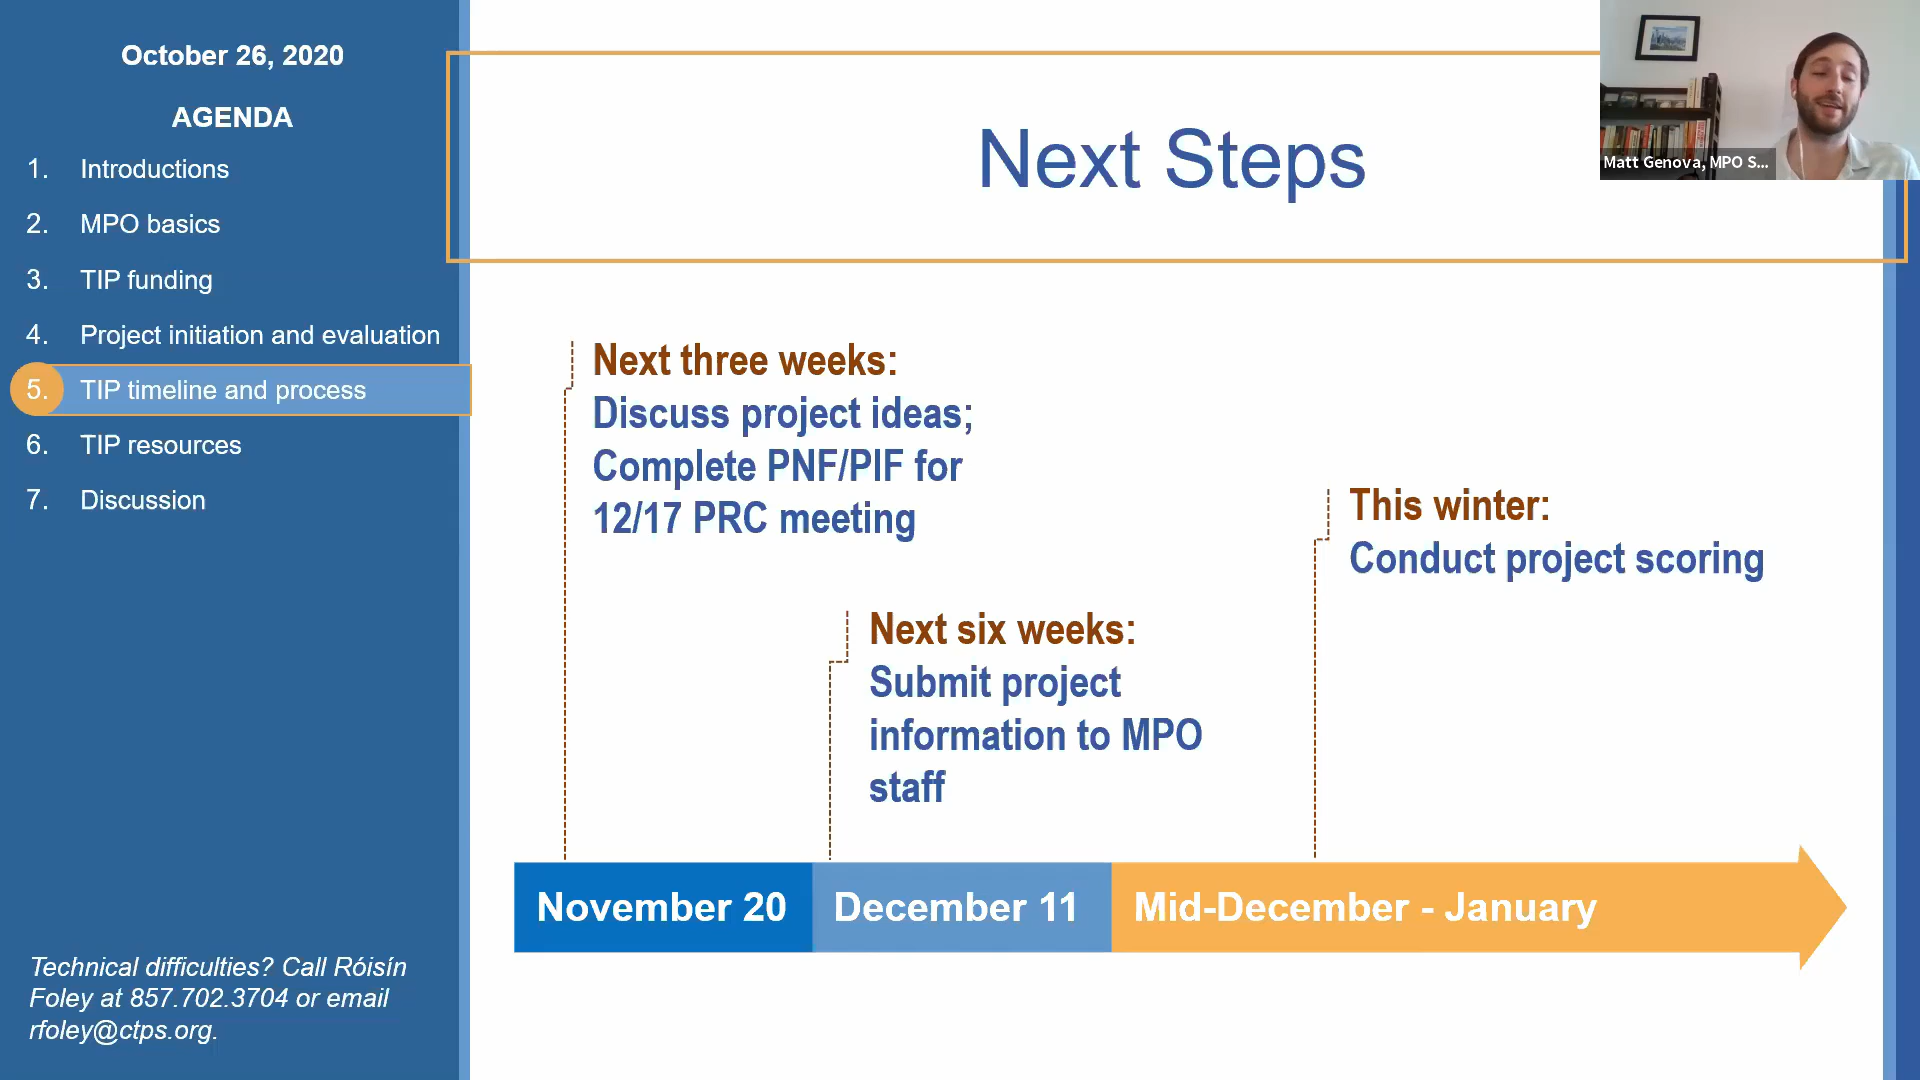 October 26, 2020
AGENDA
1. Introductions
2. MPO basics
3. TIP funding
4. Project initiation and evaluation
5. TIP timeline and process
6. TIP resources
7. Discussion
Technical difficulties? Call Róisín
Foley at 857.702.3704 or email
rfoley@ctps.org.
Next Steps
Matt Genova, MPO S...
Next three weeks:
Discuss project ideas;
Complete PNF/PIF for
12/17 PRC meeting
Next six weeks:
Submit project
information to MPO
staff
This winter:
Conduct project scoring
November 20
December 11
Mid-December - January